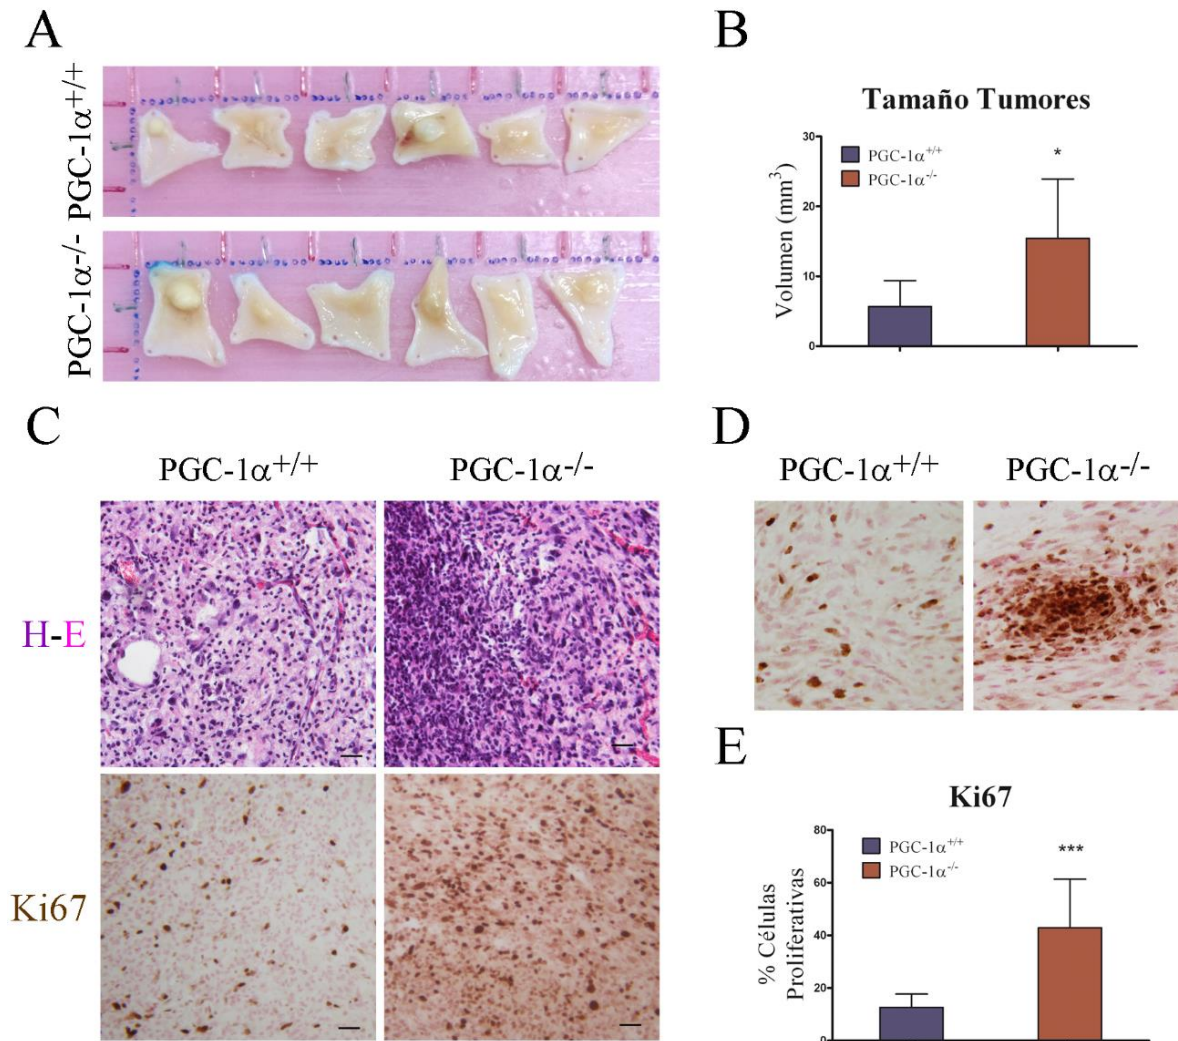 A
PGC-1α+/+
PGC-1α-/-
B
Tamaño Tumores
PGC-1α+/+
PGC-1α-/-
Volumen (mm3)
30
20
10
0
*
C
PGC-1α+/+
PGC-1α-/-
H-E
Ki67
D
PGC-1α+/+
PGC-1α-/-
E
Ki67
PGC-1α+/+
PGC-1α-/-
% Células
Proliferativas
80
60
40
20
0
***